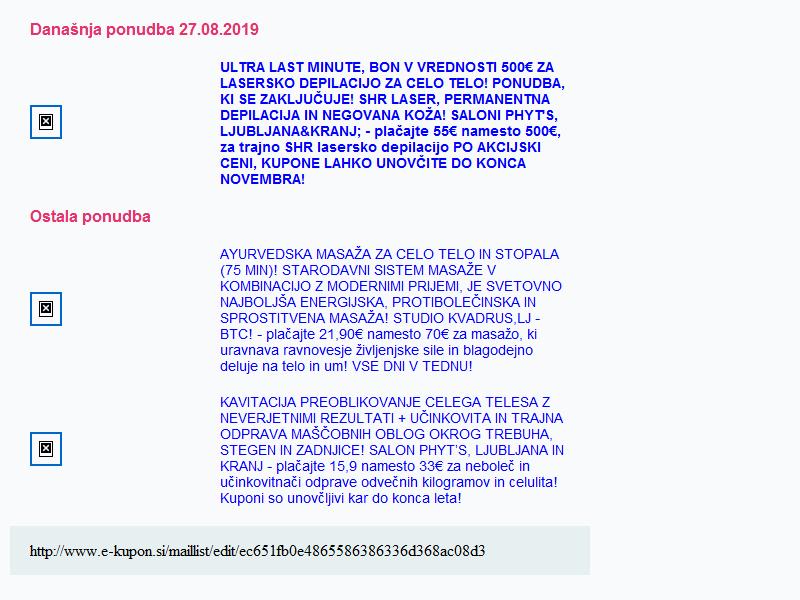 Današnja ponudba 27.08.2019
ULTRA LAST MINUTE, BON V VREDNOSTI 500€ ZA
LASERSKO DEPILACIJO ZA CELO TELO! PONUDBA,
KI SE ZAKLJUČUJE! SHR LASER, PERMANENTNA
DEPILACIJA IN NEGOVANA KOŽA! SALONI PHYT'S,
LJUBLJANA&KRANJ; - plačajte 55€ namesto 500€,
za trajno SHR lasersko depilacijo PO AKCIJSKI
CENI, KUPONE LAHKO UNOVČITE DO KONCA
NOVEMBRA!
Ostala ponudba
AYURVEDSKA MASAŽA ZA CELO TELO IN STOPALA
(75 MIN)! STARODAVNI SISTEM MASAŽE V
KOMBINACIJO Z MODERNIMI PRIJEMI, JE SVETOVNO
NAJBOLJŠA ENERGIJSKA, PROTIBOLEČINSKA IN
SPROSTITVENA MASAŽA! STUDIO KVADRUS,LJ -
BTC! - plačajte 21,90€ namesto 70€ za masažo, ki
uravnava ravnovesje življenjske sile in blagodejno
deluje na telo in um! VSE DNI V TEDNU!
KAVITACIJA PREOBLIKOVANJE CELEGA TELESA Z
NEVERJETNIMI REZULTATI + UČINKOVITA IN TRAJNA
ODPRAVA MAŠČOBNIH OBLOG OKROG TREBUHA,
STEGEN IN ZADNJICE! SALON PHYT'S, LJUBLJANA IN
KRANJ - plačajte 15,9 namesto 33€ za neboleč in
učinkovitnači odprave odvečnih kilogramov in celulita!
Kuponi so unovčljivi kar do konca leta!
http://www.e-kupon.si/maillist/edit/ec651fb0e4865586386336d368ac08d3